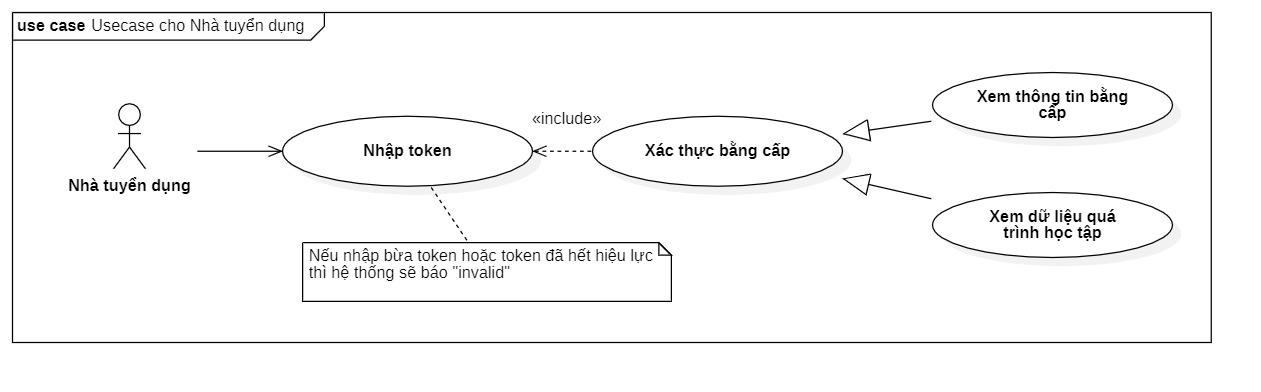 use case Usecase cho Nhà tuyển dụng
Xem thông tin bằng
cấp
«include»
Nhập token
Xác thực bằng cấp
Nhà tuyển dụng
Xem dữ liệu quá
trình học tập
Nếu nhập bừa token hoặc token đã hết hiệu lực
thì hệ thống sẽ báo "invalid"